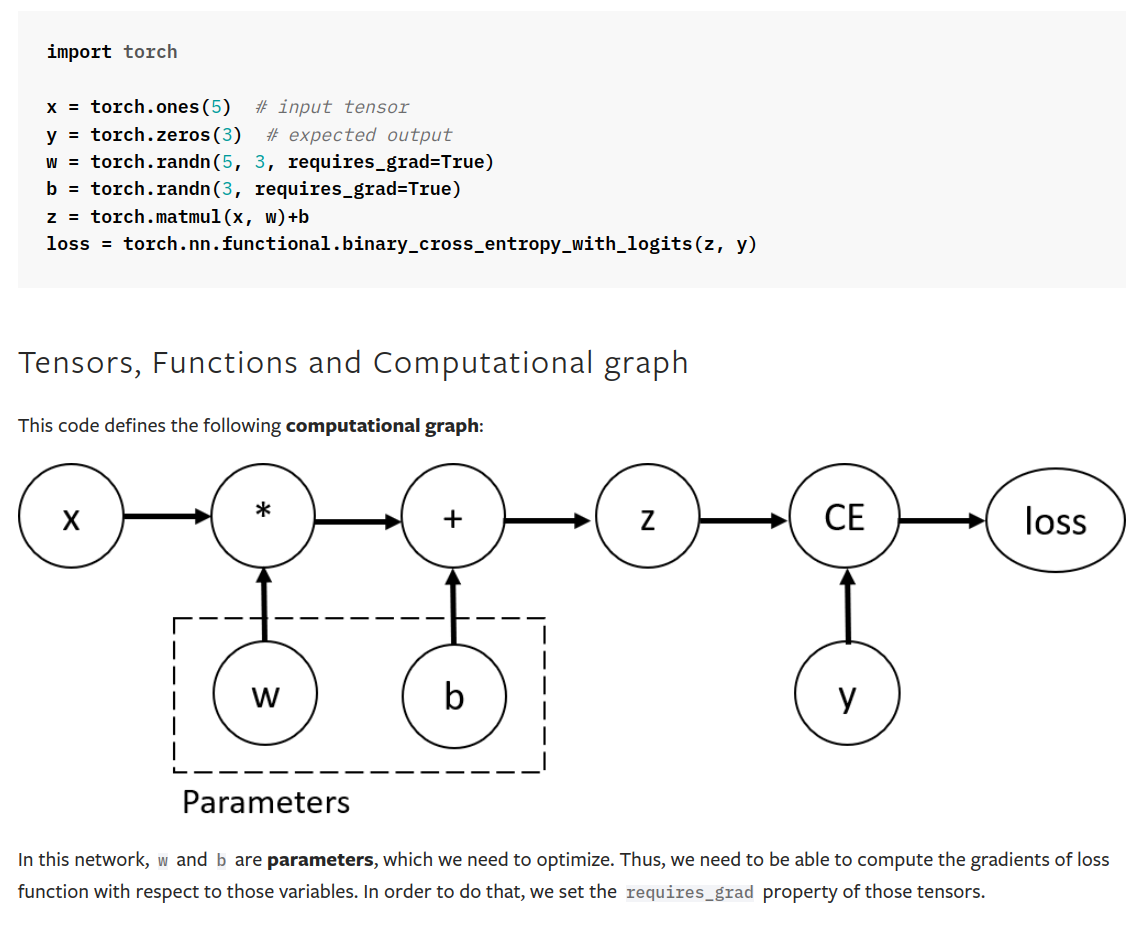 import torch
x = torch.ones(5)  # input tensor
y = torch.zeros(3)  # expected output
w = torch.randn(5, 3, requires_grad=True)
b = torch.randn(3, requires_grad=True)
z = torch.matmul(x, w)+b
loss = torch.nn.functional.binary_cross_entropy_with_logits(z, y)
Tensors, Functions and Computational graph
This code defines the following computational graph:
x * + z CE loss
w b y
Parameters
In this network, w and b are parameters, which we need to optimize. Thus, we need to be able to compute the gradients of loss
function with respect to those variables. In order to do that, we set the requires_grad property of those tensors.